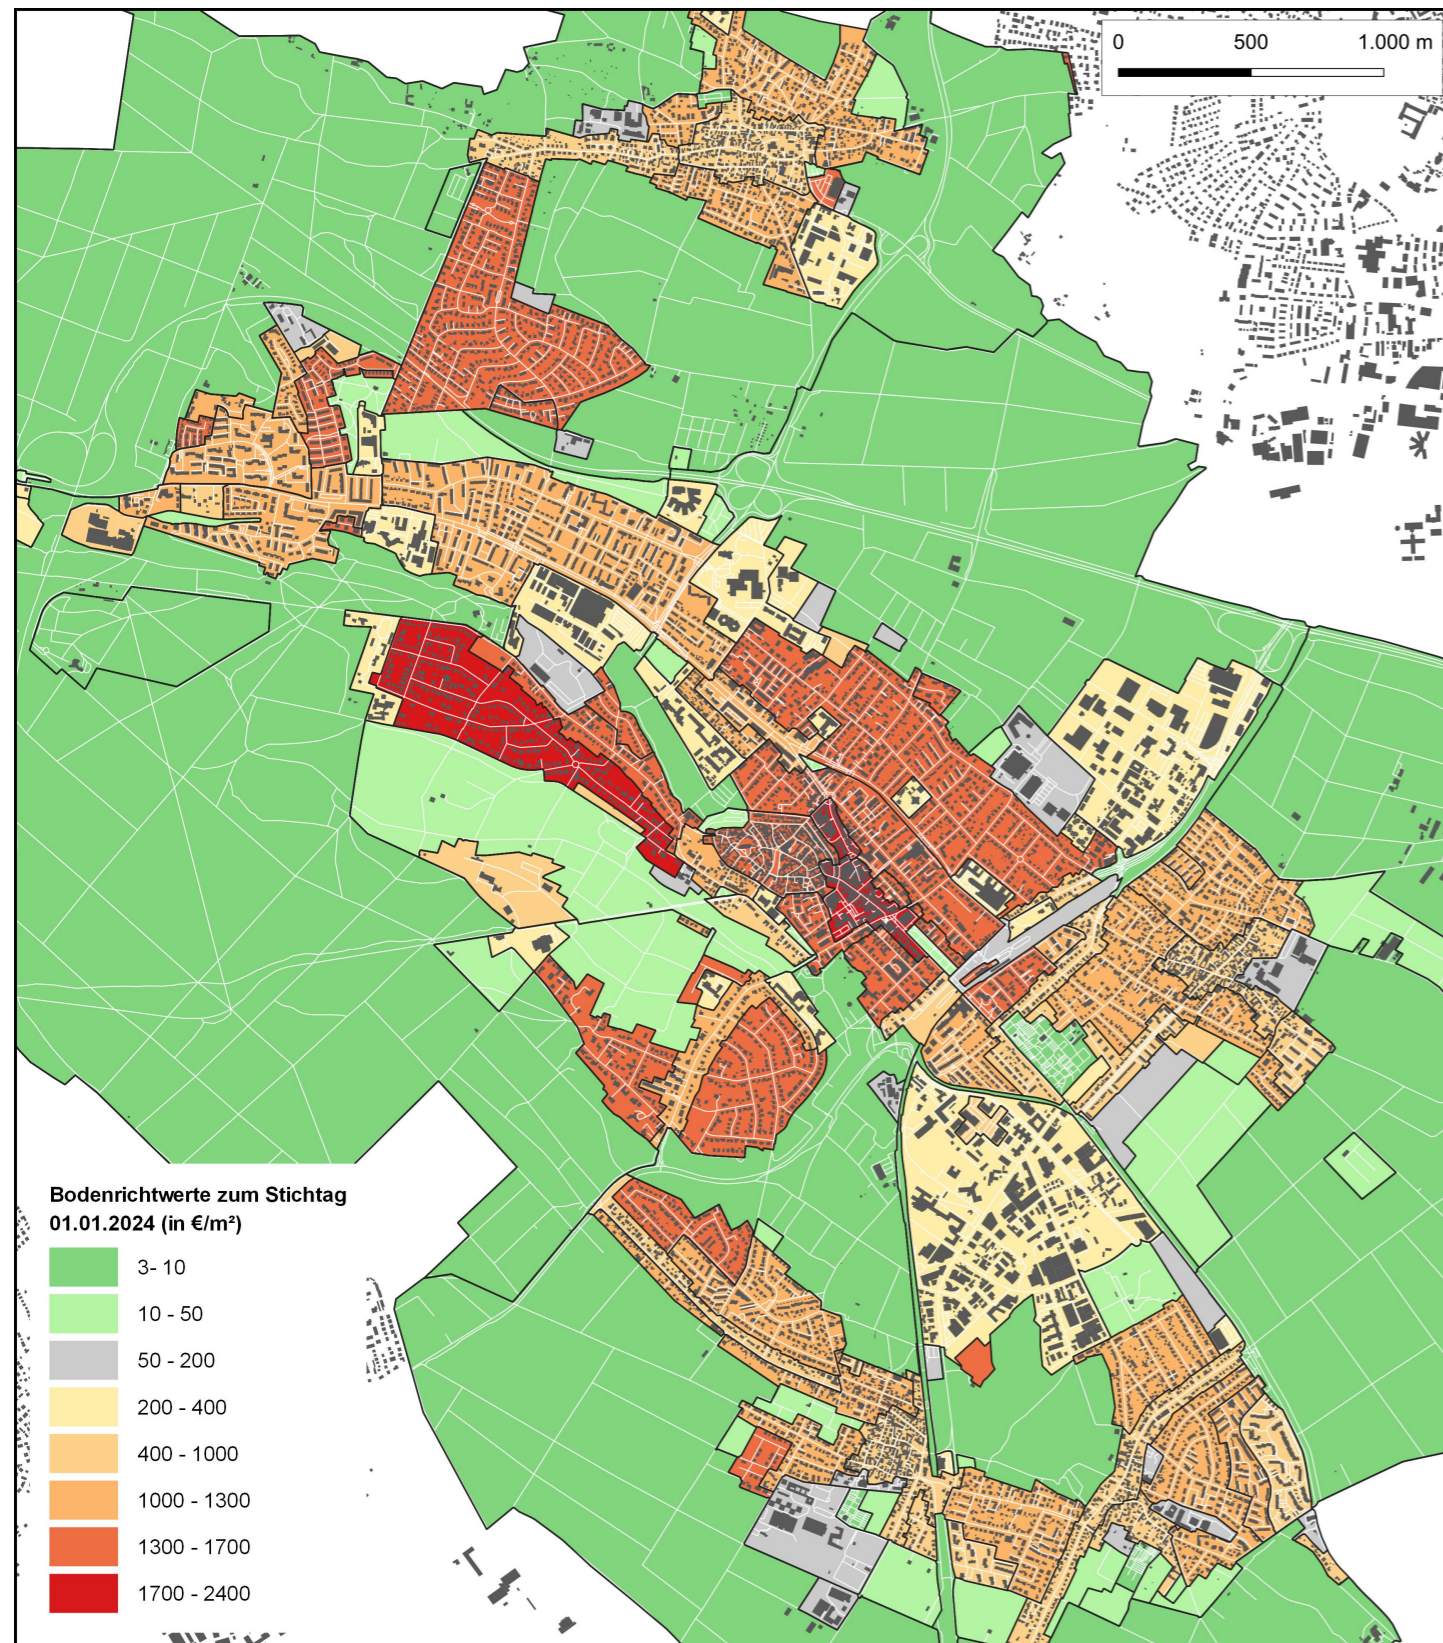 0 500 1.000 m
Bodenrichtwerte zum Stichtag
01.01.2024 (in €/m²)
3- 10
10 - 50
50 - 200
200 - 400
400 - 1000
1000 - 1300
1300 - 1700
1700 - 2400